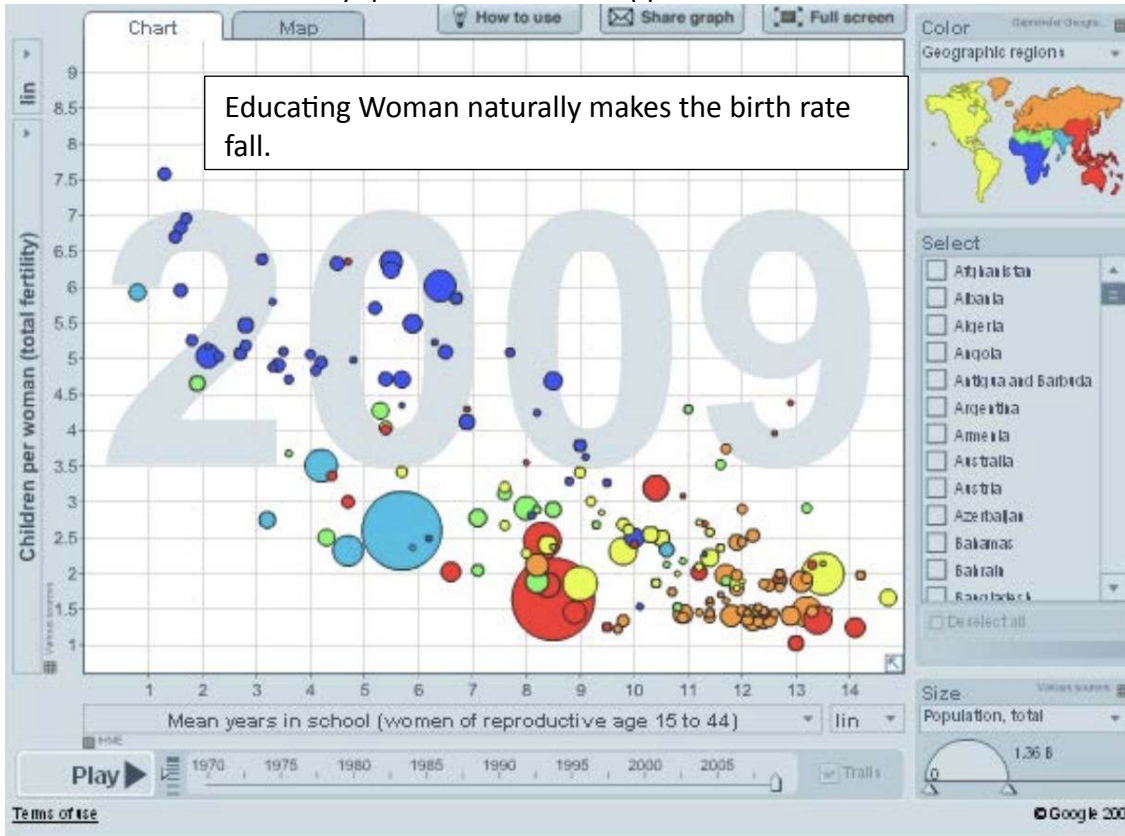 Chart Map How to use Share graph Full screen
Color
Geographic regions
lin
Educating Woman naturally makes the birth rate
fall.
9
8.5
8
7.5
7
6.5
6
5.5
5
4.5
4
3.5
3
2.5
2
1.5
1
Children per woman (total fertility)
2009
Select
Afghanistan
Albania
Algeria
Angola
Antigua and Barbuda
Argentina
Armenia
Australia
Austria
Azerbaijan
Bahamas
Bahrain
Bangladesh
Deselect all
1 2 3 4 5 6 7 8 9 10 11 12 13 14
Mean years in school (women of reproductive age 15 to 44) lin
Size
Population, total
1.36 B
0
Play 1970 1975 1980 1985 1990 1995 2000 2005 Trails
Terms of use
© Google 200